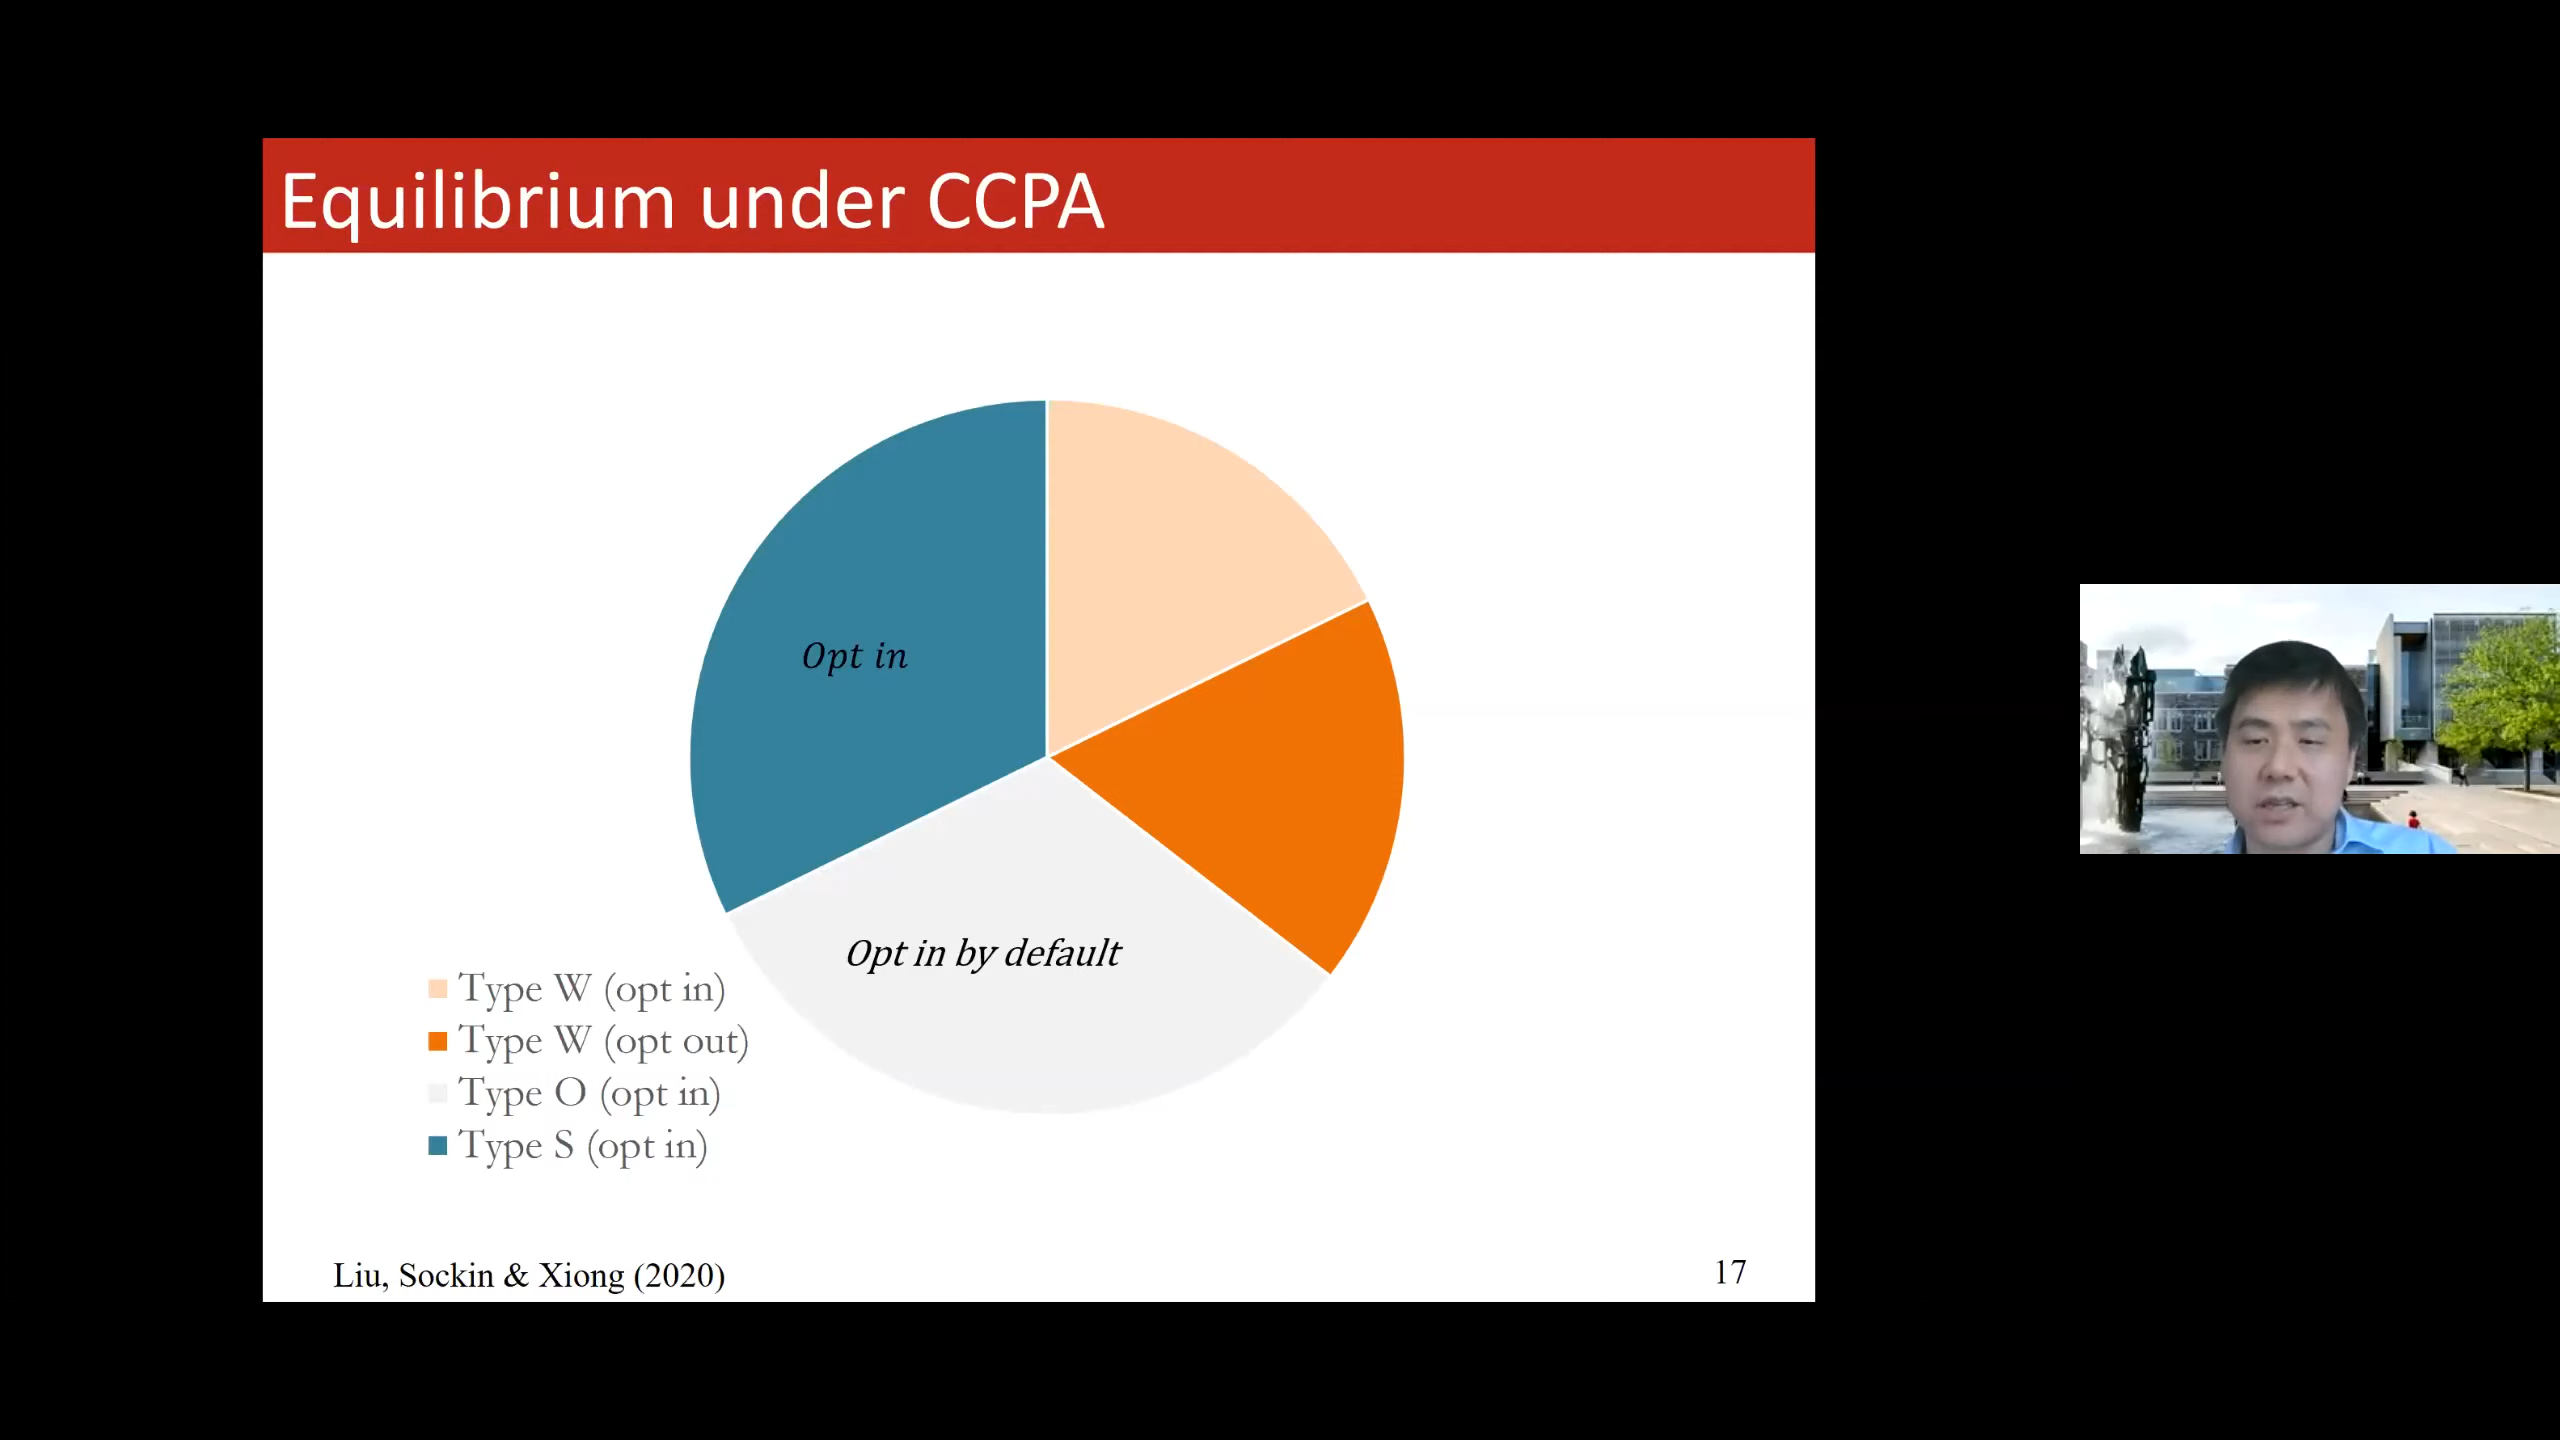 Equilibrium under CCPA
Opt in
Opt in by default
Type W (opt in)
Type W (opt out)
Type O (opt in)
Type S (opt in)
Liu, Sockin & Xiong (2020)
17